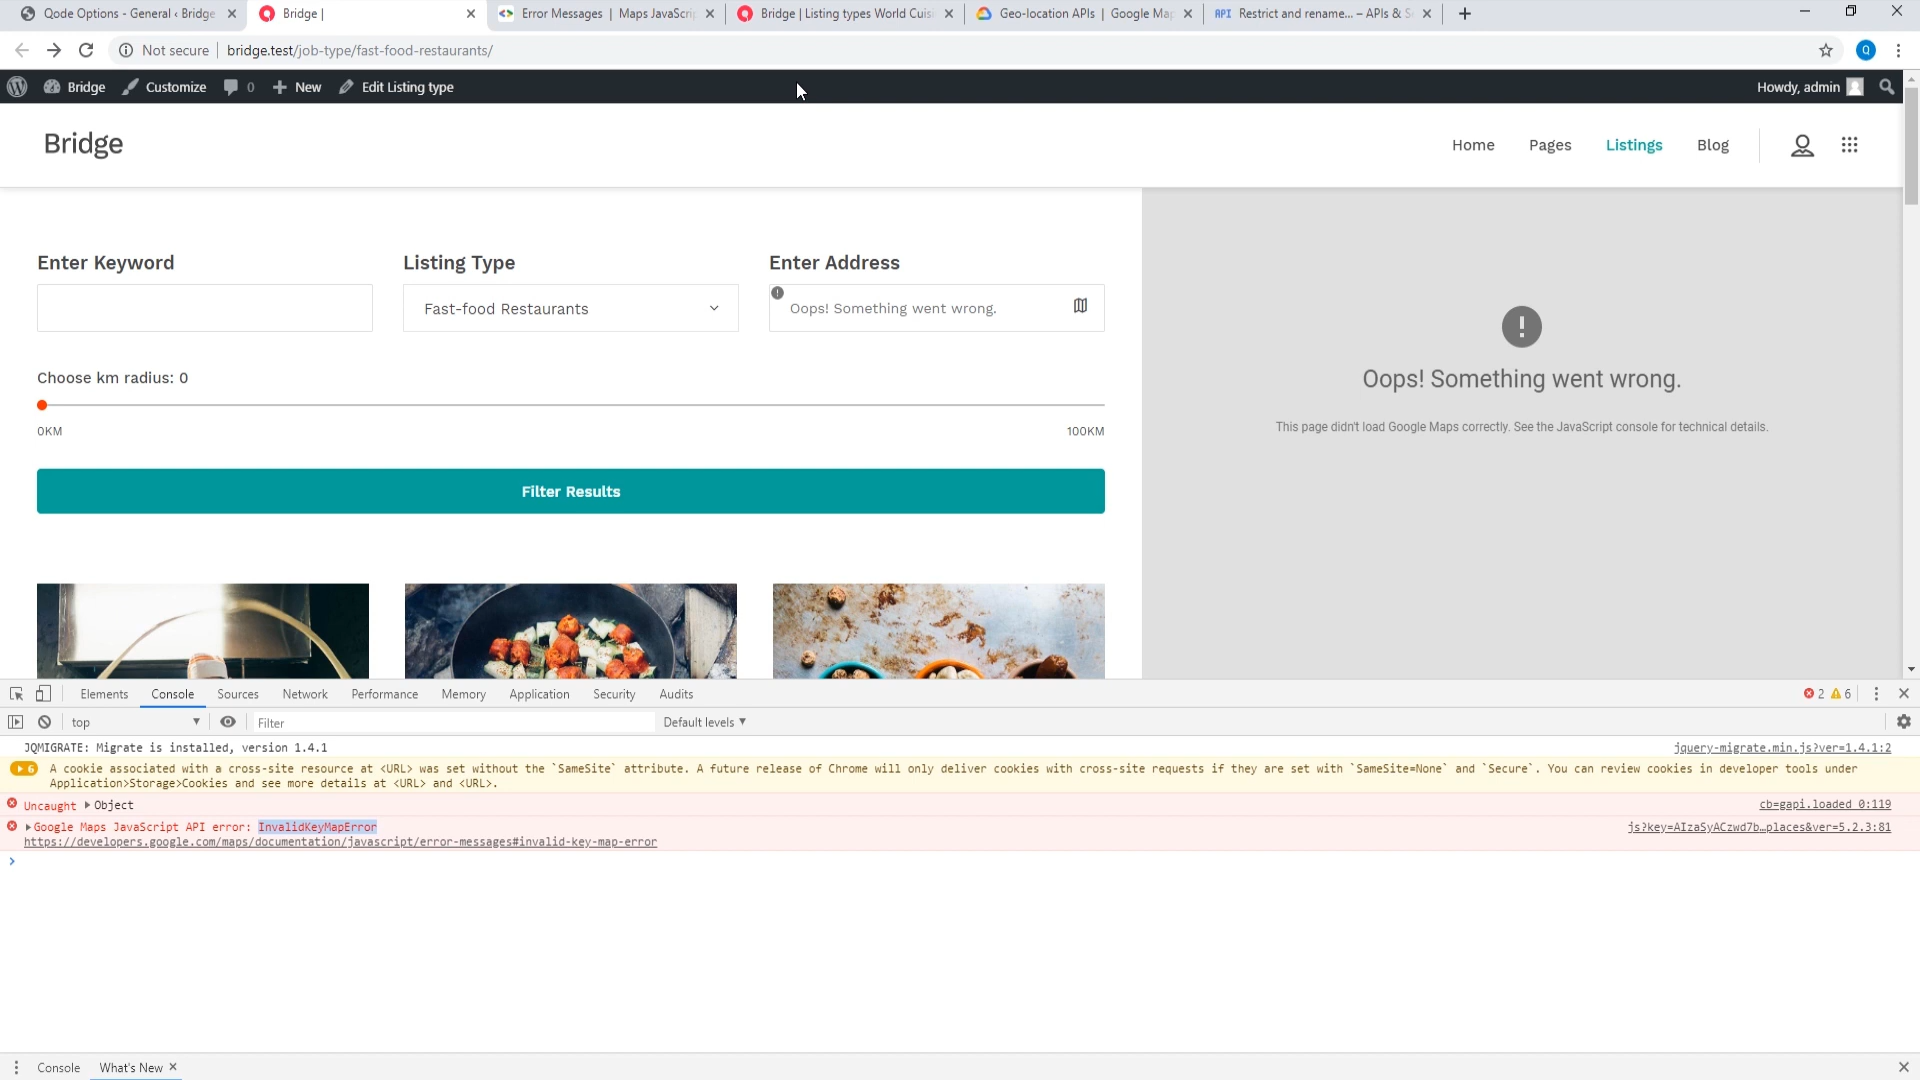 Qode Options - General ‹ Bridge
Bridge |
Error Messages | Maps JavaScri
Bridge | Listing types World Cuisi
Geo-location APIs | Google Ma
API Restrict and rename... – APIs & S
Not secure | bridge.test/job-type/fast-food-restaurants/
Q
Bridge Customize 0 New Edit Listing type Howdy, admin
Bridge
Home Pages Listings Blog
Enter Keyword Listing Type Enter Address
Fast-food Restaurants Oops! Something went wrong.
Choose km radius: 0
0KM 100KM
Filter Results
Oops! Something went wrong.
This page didn't load Google Maps correctly. See the JavaScript console for technical details.
Elements Console Sources Network Performance Memory Application Security Audits 2 6
top Filter Default levels
JQMIGRATE: Migrate is installed, version 1.4.1 jquery-migrate.min.js?ver=1.4.1:2
6 A cookie associated with a cross-site resource at <URL> was set without the `SameSite` attribute. A future release of Chrome will only deliver cookies with cross-site requests if they are set with `SameSite=None` and `Secure`. You can review cookies in developer tools under
Application>Storage>Cookies and see more details at <URL> and <URL>.
Uncaught Object cb=gapi.loaded_0:119
Google Maps JavaScript API error: InvalidKeyMapError js?key=AIzaSyACzwd7b…places&ver=5.2.3:81
https://developers.google.com/maps/documentation/javascript/error-messages#invalid-key-map-error
Console What's New